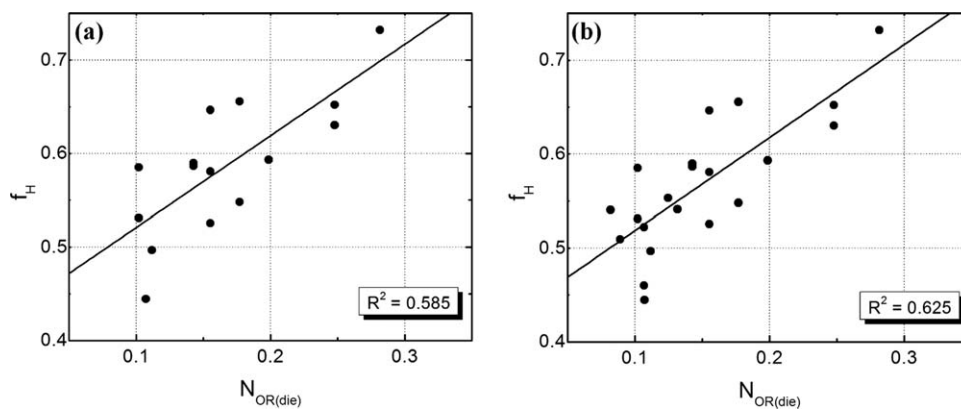 (a)
0.7
0.6
0.5
0.4
f_H
0.1 0.2 0.3
N_OR(die)
R² = 0.585
(b)
0.7
0.6
0.5
0.4
f_H
0.1 0.2 0.3
N_OR(die)
R² = 0.625